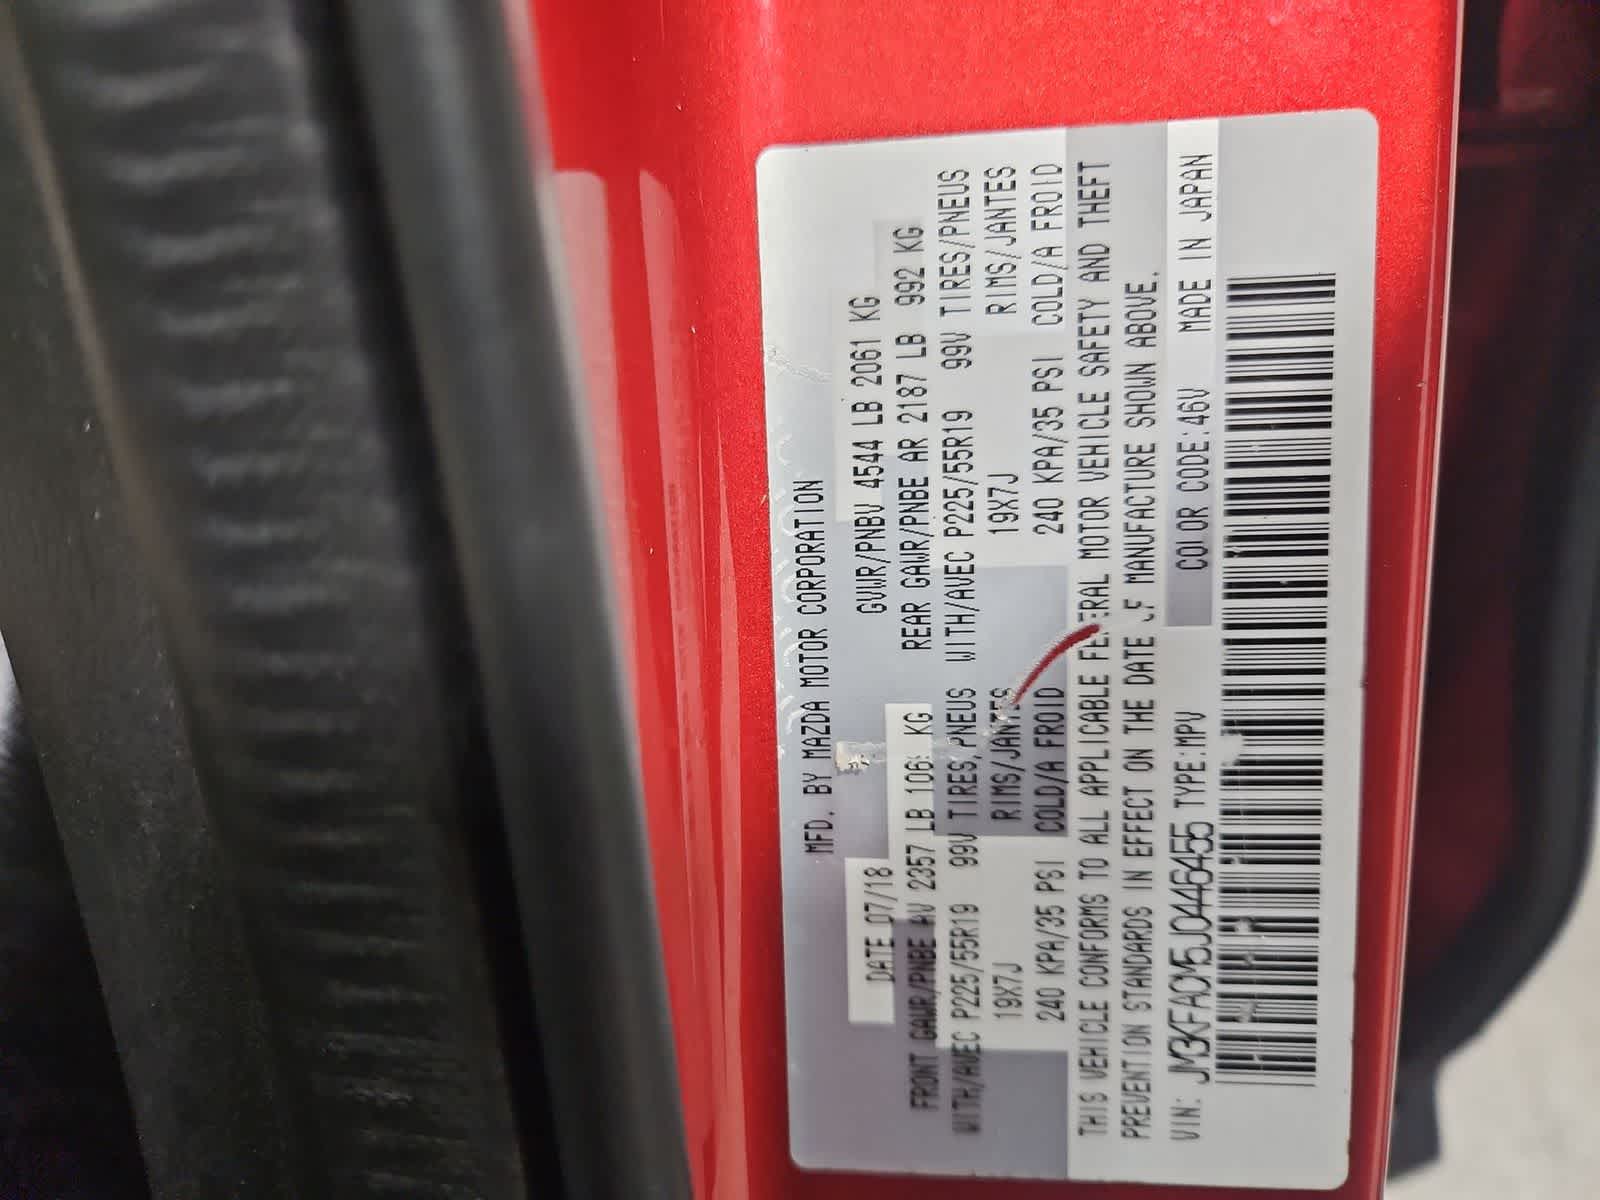 MFD. BY MAZDA MOTOR CORPORATION
DATE 07/18 GVWR/PNBV 4544 LB 2061 KG
FRONT GAWR/PNBE AV 2357 LB KG REAR GAWR/PNBE AR 2187 LB 992 KG
WITH/AVEC P225/55R19 99V TIRES/PNEUS WITH/AVEC P225/55R19 99V TIRES/PNEUS
19X7J RIMS/JANTES 19X7J RIMS/JANTES
240 KPA/35 PSI COLD/A FROID 240 KPA/35 PSI COLD/A FROID
THIS VEHICLE CONFORMS TO ALL APPLICABLE FEDERAL MOTOR VEHICLE SAFETY AND THEFT
PREVENTION STANDARDS IN EFFECT ON THE DATE OF MANUFACTURE SHOWN ABOVE.
VIN: JM3KFACM5J0446455 TYPE:MPV COLOR CODE:46V MADE IN JAPAN